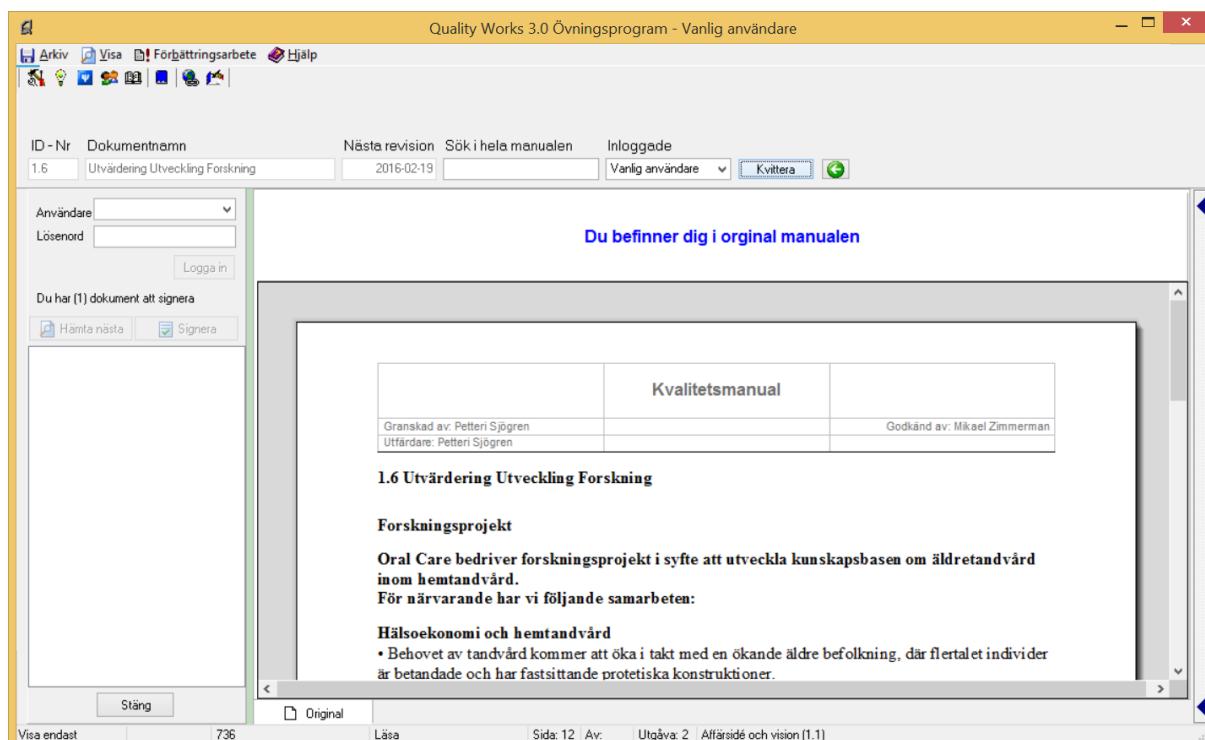 Quality Works 3.0 Övningsprogram - Vanlig användare
Arkiv Visa Förbättringsarbete Hjälp
ID - Nr Dokumentnamn Nästa revision Sök i hela manualen Inloggade
1.6 Utvärdering Utveckling Forskning 2016-02-19 Vanlig användare Kvittera
Användare
Lösenord
Logga in
Du har (1) dokument att signera
Hämta nästa Signera
Stäng
Du befinner dig i orginal manualen
Kvalitetsmanual
Granskad av: Petteri Sjögren Godkänd av: Mikael Zimmerman
Utfärdare: Petteri Sjögren
1.6 Utvärdering Utveckling Forskning
Forskningsprojekt
Oral Care bedriver forskningsprojekt i syfte att utveckla kunskapsbasen om äldretandvård
inom hemtandvård.
För närvarande har vi följande samarbeten:
Hälsoekonomi och hemtandvård
• Behovet av tandvård kommer att öka i takt med en ökande äldre befolkning, där flertalet individer
är betandade och har fastsittande protetiska konstruktioner.
Original
Visa endast 736 Läsa Sida: 12 Av: Utgåva: 2 Affärsidé och vision (1.1)